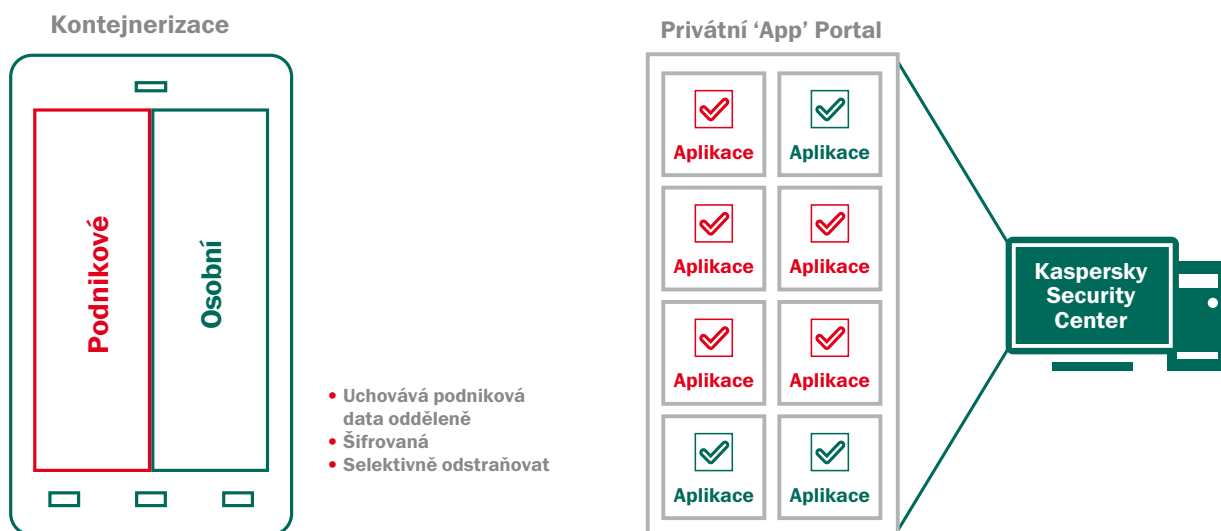 Kontejnerizace
Podnikové
Osobní
• Uchovává podniková
data odděleně
• Šifrovaná
• Selektivně odstraňovat
Privátní ‘App’ Portal
Aplikace
Aplikace
Aplikace
Aplikace
Aplikace
Aplikace
Aplikace
Aplikace
Kaspersky
Security
Center